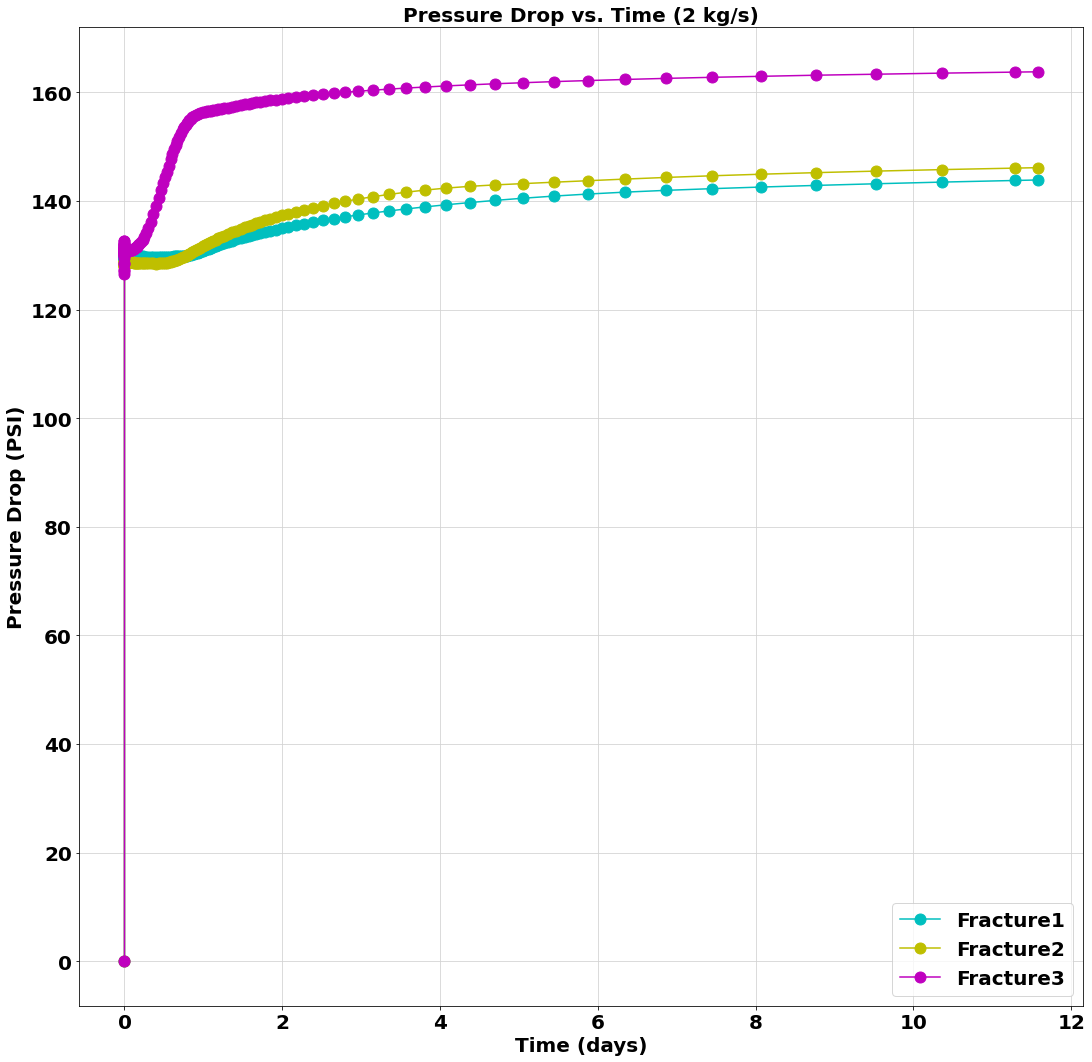 Pressure Drop vs. Time (2 kg/s)
160
140
120
100
80
60
40
20
0
Pressure Drop (PSI)
Fracture1
Fracture2
Fracture3
0 2 4 6 8 10 12
Time (days)